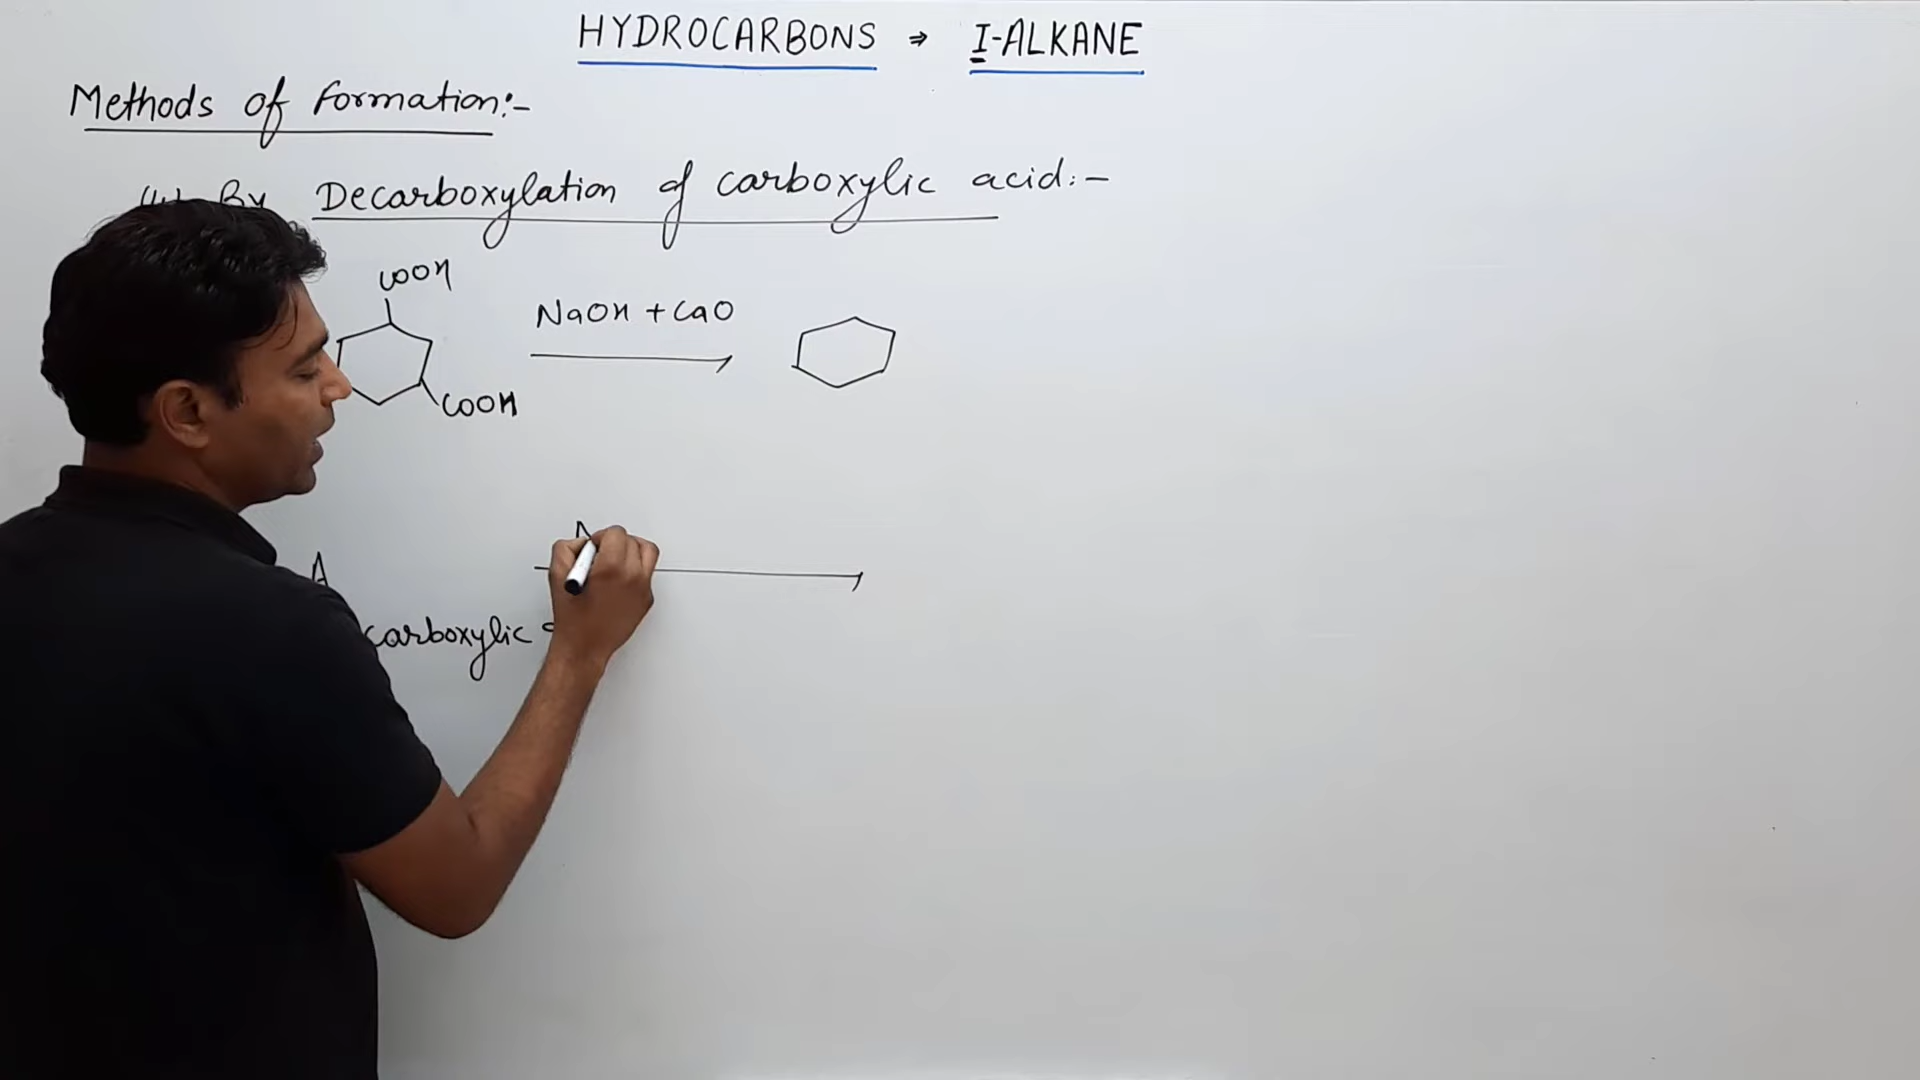 HYDROCARBONS ⇒ I-ALKANE
Methods of formation:-
By Decarboxylation of carboxylic acid:-
COOH
NaOH + CaO
COOH
A
carboxylic